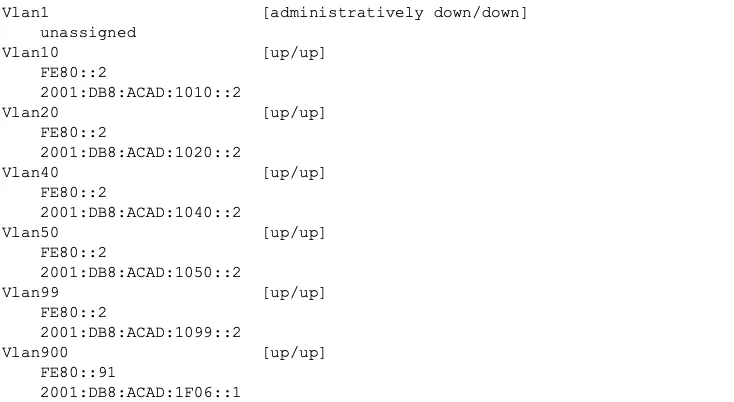 Vlan1                      [administratively down/down]
    unassigned
Vlan10                     [up/up]
    FE80::2
    2001:DB8:ACAD:1010::2
Vlan20                     [up/up]
    FE80::2
    2001:DB8:ACAD:1020::2
Vlan40                     [up/up]
    FE80::2
    2001:DB8:ACAD:1040::2
Vlan50                     [up/up]
    FE80::2
    2001:DB8:ACAD:1050::2
Vlan99                     [up/up]
    FE80::2
    2001:DB8:ACAD:1099::2
Vlan900                    [up/up]
    FE80::91
    2001:DB8:ACAD:1F06::1